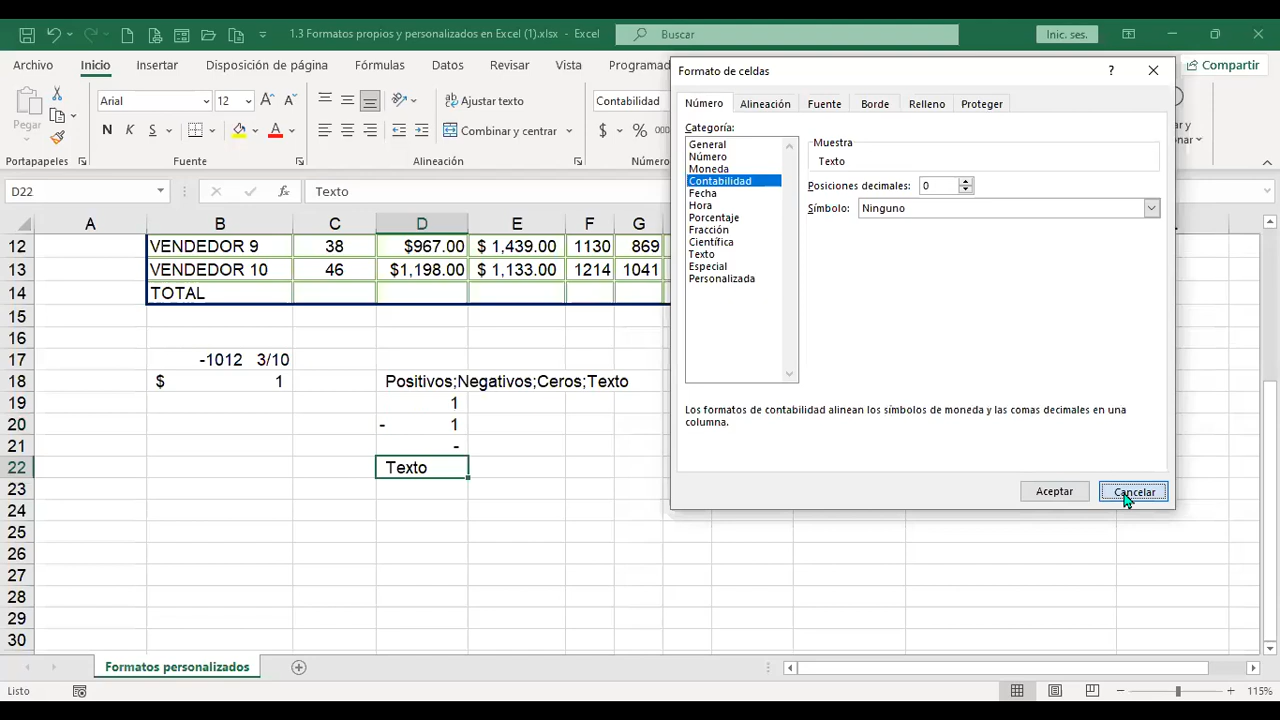 1.3 Formatos propios y personalizados en Excel (1).xlsx - Excel
Buscar
Inic. ses.
Archivo Inicio Insertar Disposición de página Fórmulas Datos Revisar Vista Programad
Compartir
Pegar
Arial 12
Ajustar texto
Contabilidad
N K S
Combinar y centrar
$ % 000
Portapapeles Fuente Alineación Número
D22 fx Texto
A B C D E F G
12 VENDEDOR 9 38 $967.00 $ 1,439.00 1130 869
13 VENDEDOR 10 46 $1,198.00 $ 1,133.00 1214 1041
14 TOTAL
15
16
17 -1012 3/10
18 $ 1 Positivos;Negativos;Ceros;Texto
19 1
20 - 1
21 -
22 Texto
23
24
25
26
27
28
29
30
Formatos personalizados
Listo
115%
Formato de celdas
Número Alineación Fuente Borde Relleno Proteger
Categoría:
General
Número
Moneda
Contabilidad
Fecha
Hora
Porcentaje
Fracción
Científica
Texto
Especial
Personalizada
Muestra
Texto
Posiciones decimales: 0
Símbolo: Ninguno
Los formatos de contabilidad alinean los símbolos de moneda y las comas decimales en una
columna.
Aceptar Cancelar